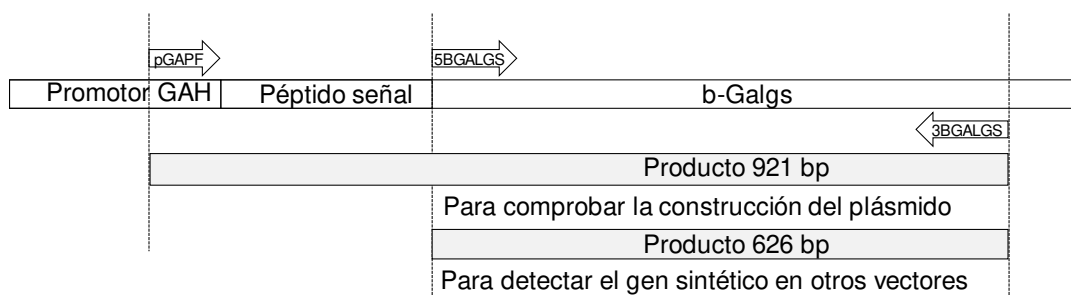 pGAPF
5BGALGS
Promotor GAH
Péptido señal
b-Galgs
3BGALGS
Producto 921 bp
Para comprobar la construcción del plásmido
Producto 626 bp
Para detectar el gen sintético en otros vectores